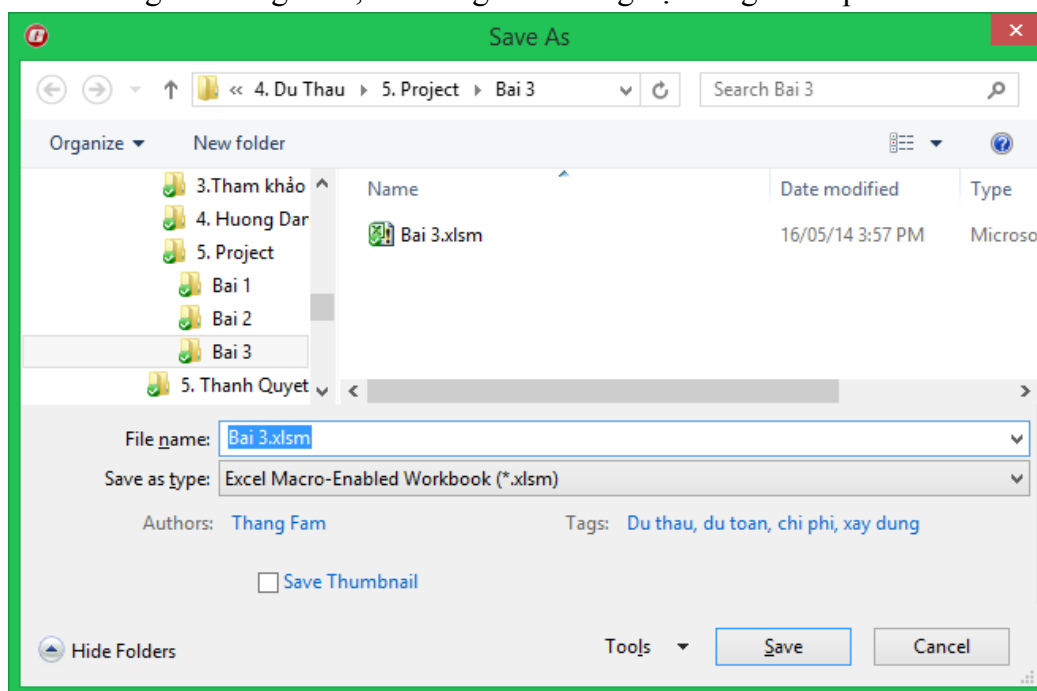 Save As
« 4. Du Thau ▸ 5. Project ▸ Bai 3
Search Bai 3
Organize
New folder
3.Tham khảo
4. Huong Dan
5. Project
Bai 1
Bai 2
Bai 3
5. Thanh Quyet
Name
Date modified
Type
Bai 3.xlsm
16/05/14 3:57 PM
Microso
File name: Bai 3.xlsm
Save as type: Excel Macro-Enabled Workbook (*.xlsm)
Authors: Thang Fam
Tags: Du thau, du toan, chi phi, xay dung
Save Thumbnail
Hide Folders
Tools
Save
Cancel